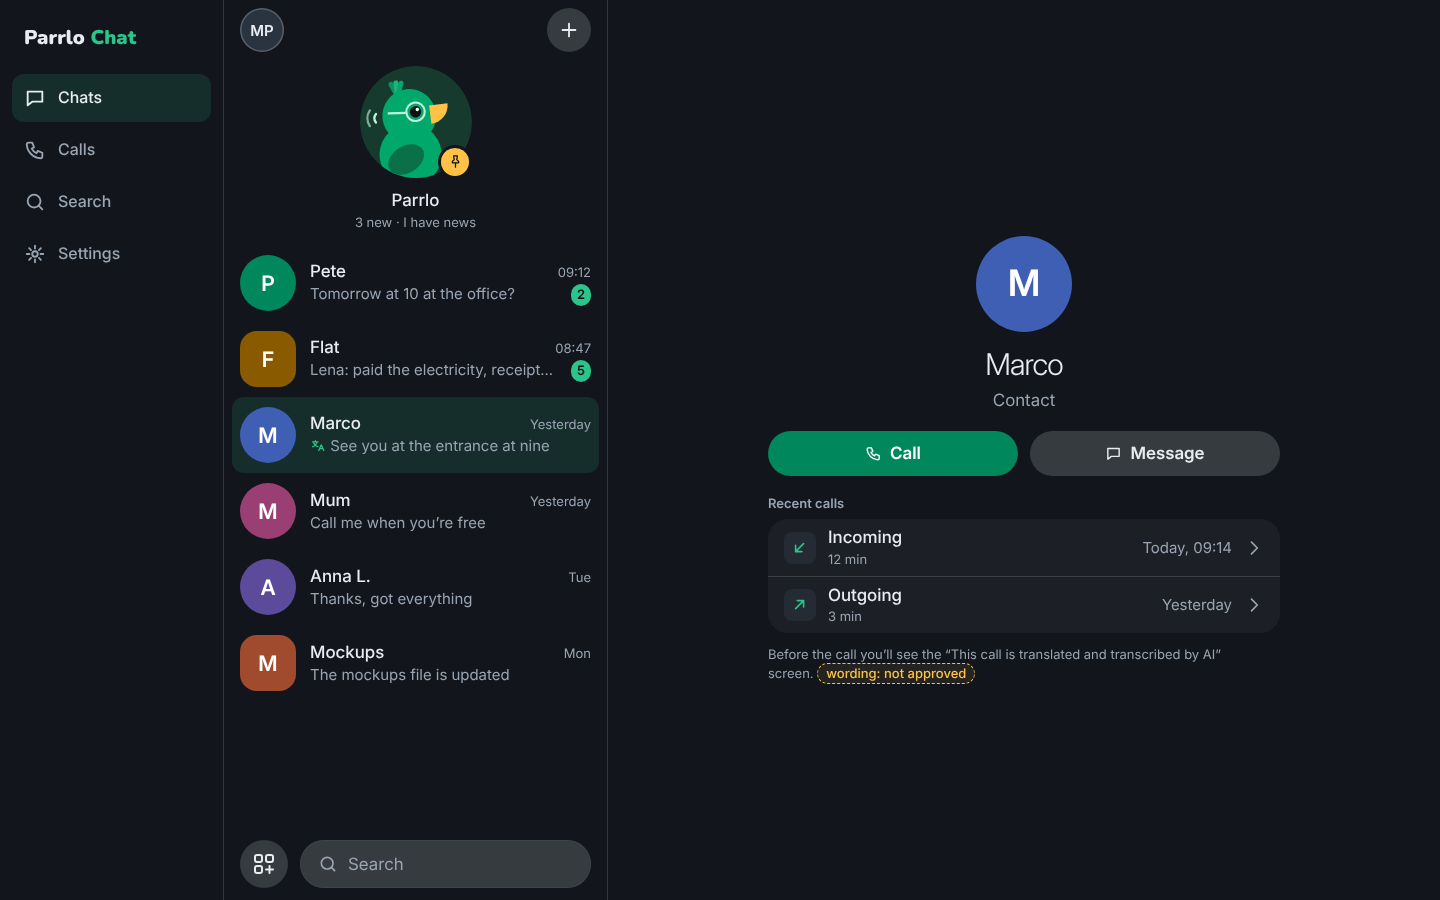 Parrlo Chat
Chats
Calls
Search
Settings
MP
Parrlo
3 new · I have news
P
Pete
09:12
Tomorrow at 10 at the office?
2
F
Flat
08:47
Lena: paid the electricity, receipt...
5
M
Marco
Yesterday
See you at the entrance at nine
M
Mum
Yesterday
Call me when you’re free
A
Anna L.
Tue
Thanks, got everything
M
Mockups
Mon
The mockups file is updated
Search
M
Marco
Contact
Call
Message
Recent calls
Incoming
12 min
Today, 09:14
Outgoing
3 min
Yesterday
Before the call you’ll see the “This call is translated and transcribed by AI”
screen. wording: not approved